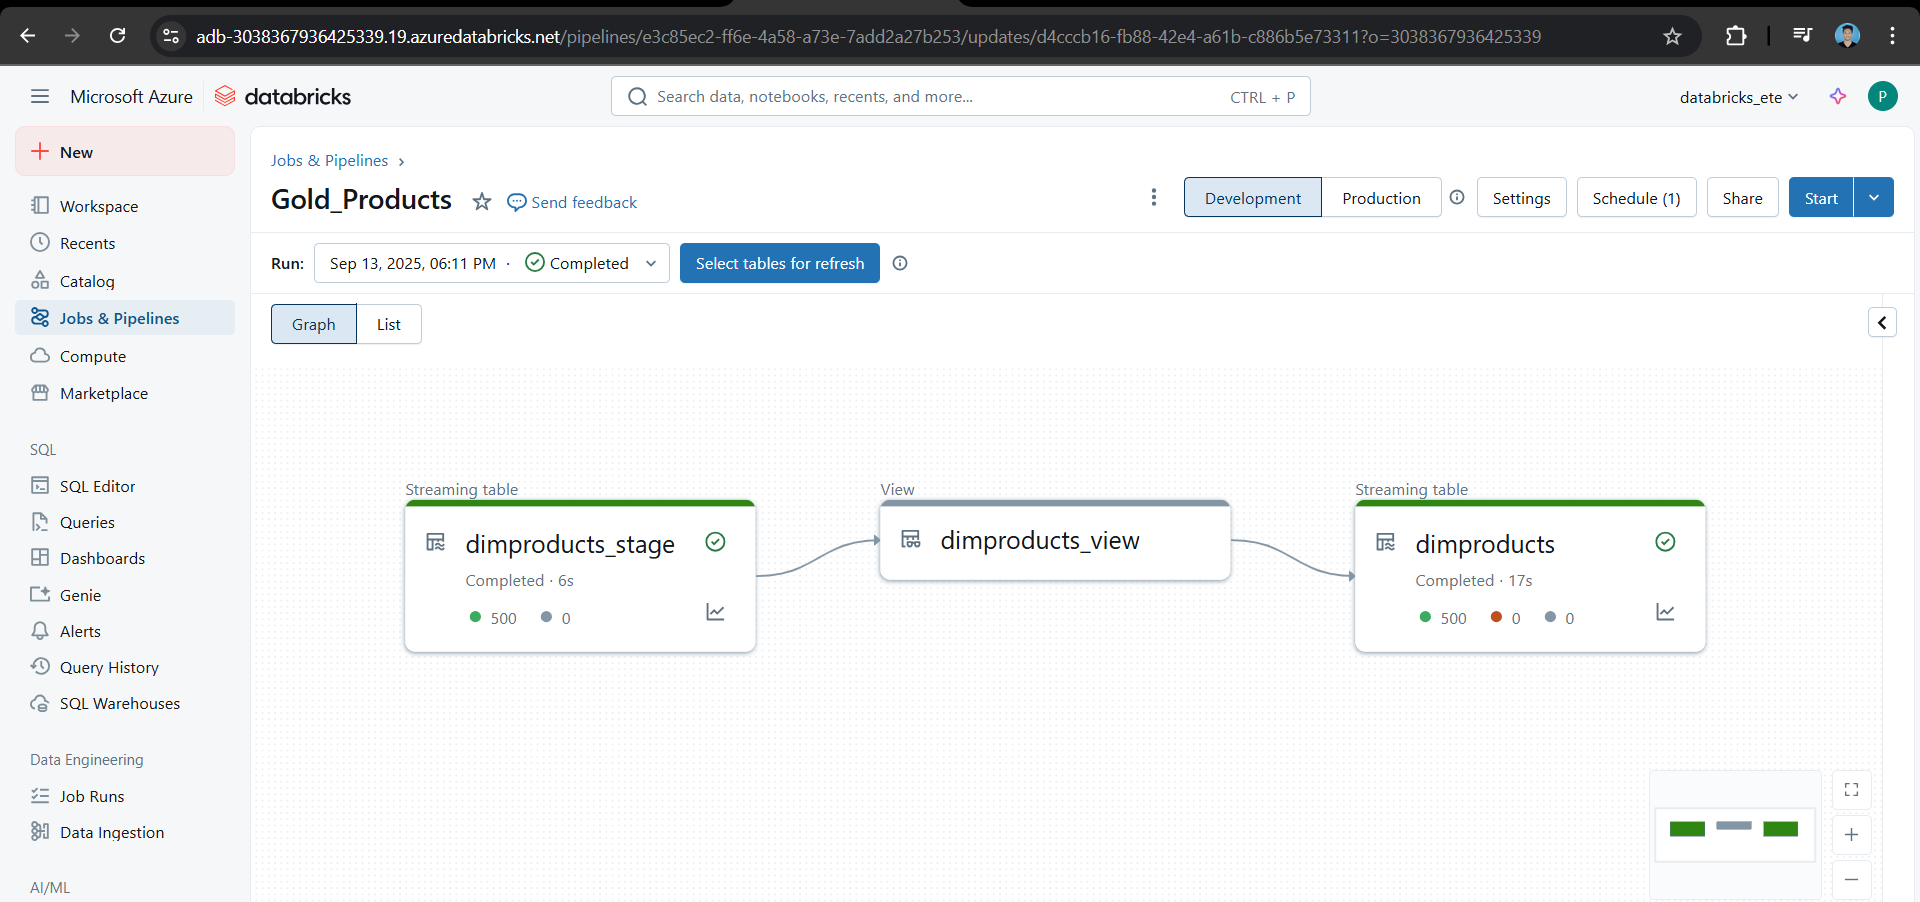 adb-3038367936425339.19.azuredatabricks.net/pipelines/e3c85ec2-ff6e-4a58-a73e-7add2a27b253/updates/d4cccb16-fb88-42e4-a61b-c886b5e73311?o=3038367936425339
Microsoft Azure databricks
Search data, notebooks, recents, and more... CTRL + P
databricks_ete P
New
Workspace
Recents
Catalog
Jobs & Pipelines
Compute
Marketplace
SQL
SQL Editor
Queries
Dashboards
Genie
Alerts
Query History
SQL Warehouses
Data Engineering
Job Runs
Data Ingestion
AI/ML
Jobs & Pipelines ›
Gold_Products Send feedback
Development Production Settings Schedule (1) Share Start
Run: Sep 13, 2025, 06:11 PM · Completed Select tables for refresh
Graph List
Streaming table
dimproducts_stage
Completed · 6s
500 0
View
dimproducts_view
Streaming table
dimproducts
Completed · 17s
500 0 0